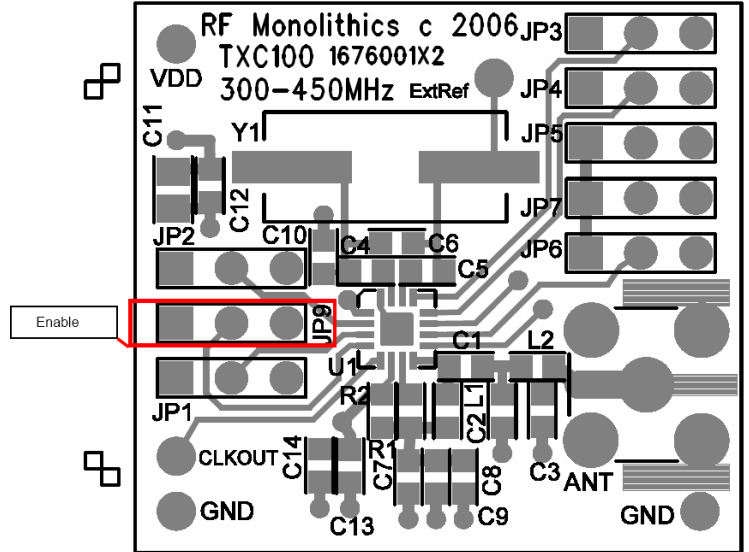 RF Monolithics c 2006
TXC100 1676001X2
300-450MHz ExtRef
VDD
JP3
JP4
JP5
JP7
JP6
C11
C12
Y1
JP2
C10
C4
C6
C5
Enable
JP9
U1
C1
L2
JP1
R2
R1
L1
C2
C3
CLKOUT
C14
C13
C7
C8
C9
ANT
GND
GND